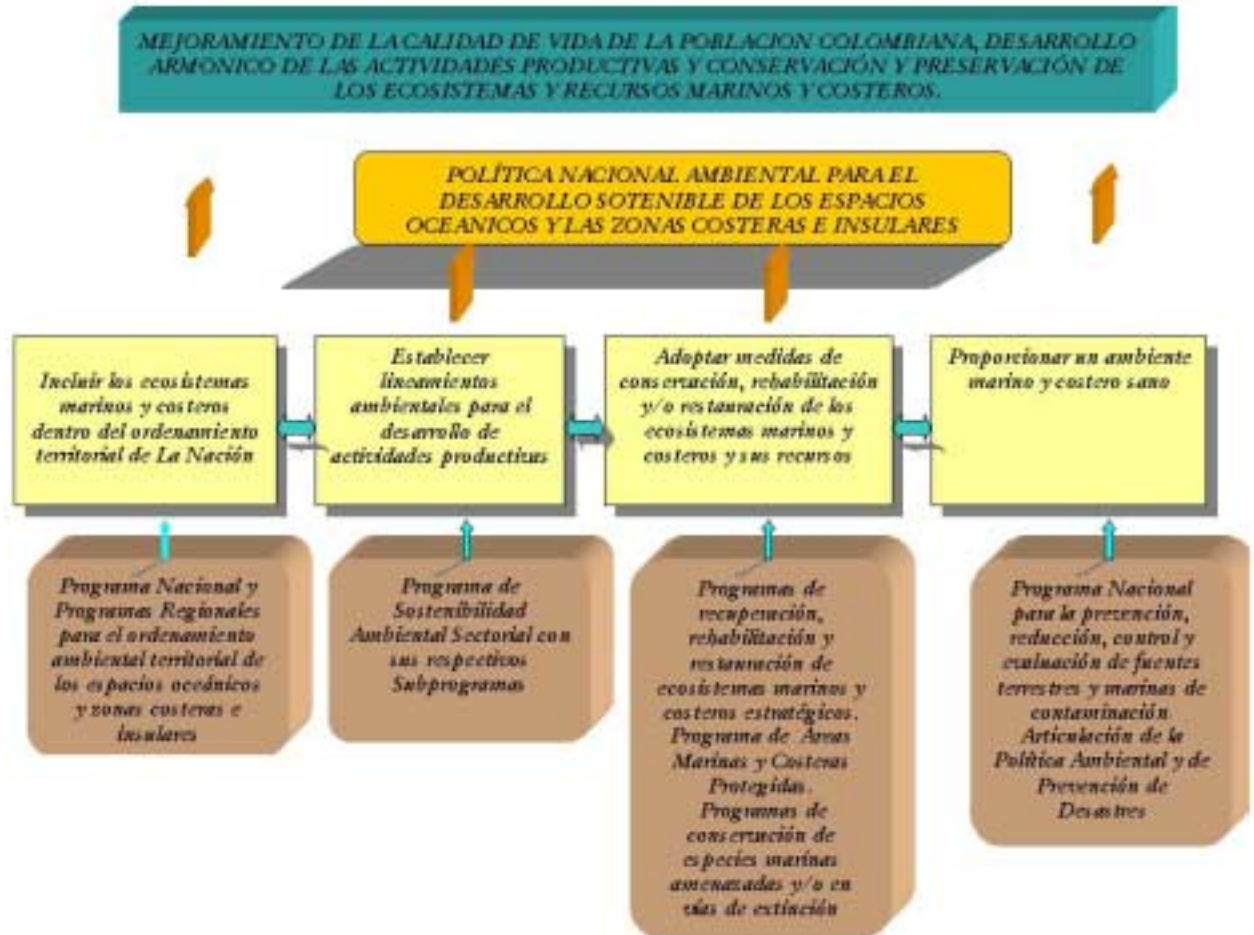 MEJORAMIENTO DE LA CALIDAD DE VIDA DE LA POBLACION COLOMBIANA, DESARROLLO
ARMONICO DE LAS ACTIVIDADES PRODUCTIVAS Y CONSERVACIÓN Y PRESERVACIÓN DE
LOS ECOSISTEMAS Y RECURSOS MARINOS Y COSTEROS.
POLÍTICA NACIONAL AMBIENTAL PARA EL
DESARROLLO SOTENIBLE DE LOS ESPACIOS
OCEANICOS Y LAS ZONAS COSTERAS E INSULARES
Incluir los ecosistemas
marinos y costeros
dentro del ordenamiento
territorial de La Nación
Establecer
lineamientos
ambientales para el
desarrollo de
actividades productivas
Adoptar medidas de
conservación, rehabilitación
y/o restauración de los
ecosistemas marinos y
costeros y sus recursos
Proporcionar un ambiente
marino y costero sano
Programa Nacional y
Programas Regionales
para el ordenamiento
ambiental territorial de
los espacios oceánicos
y zonas costeras e
insulares
Programa de
Sostenibilidad
Ambiental Sectorial con
sus respectivos
Subprogramas
Programas de
recuperación,
rehabilitación y
restauración de
ecosistemas marinos y
costeros estratégicos.
Programa de Áreas
Marinas y Costeras
Protegidas.
Programas de
conservación de
especies marinas
amenazadas y/o en
vías de extinción
Programa Nacional
para la prevención,
reducción, control y
evaluación de fuentes
terrestres y marinas de
contaminación
Articulación de la
Política Ambiental y de
Prevención de
Desastres